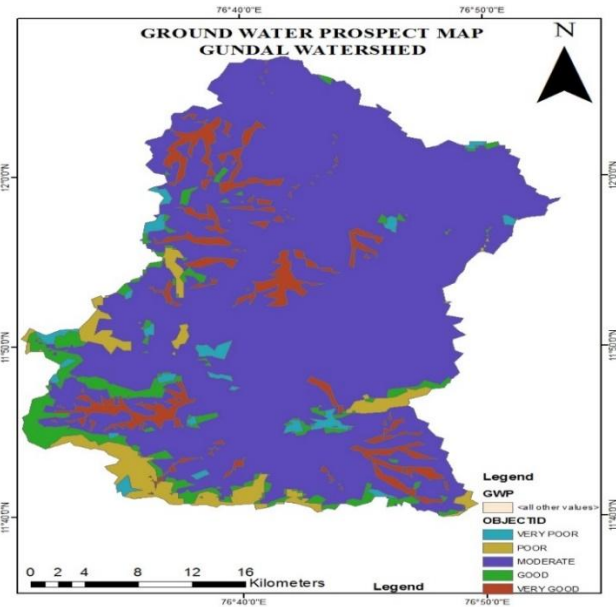 76°40'0"E 76°50'0"E
GROUND WATER PROSPECT MAP
GUNDAL WATERSHED
N
12°0'0"N 12°0'0"N
11°50'0"N 11°50'0"N
11°40'0"N 11°40'0"N
Legend
GWP
<all other values>
OBJECTID
VERY POOR
POOR
MODERATE
GOOD
VERY GOOD
0 2 4 8 12 16
Kilometers
Legend
76°40'0"E 76°50'0"E